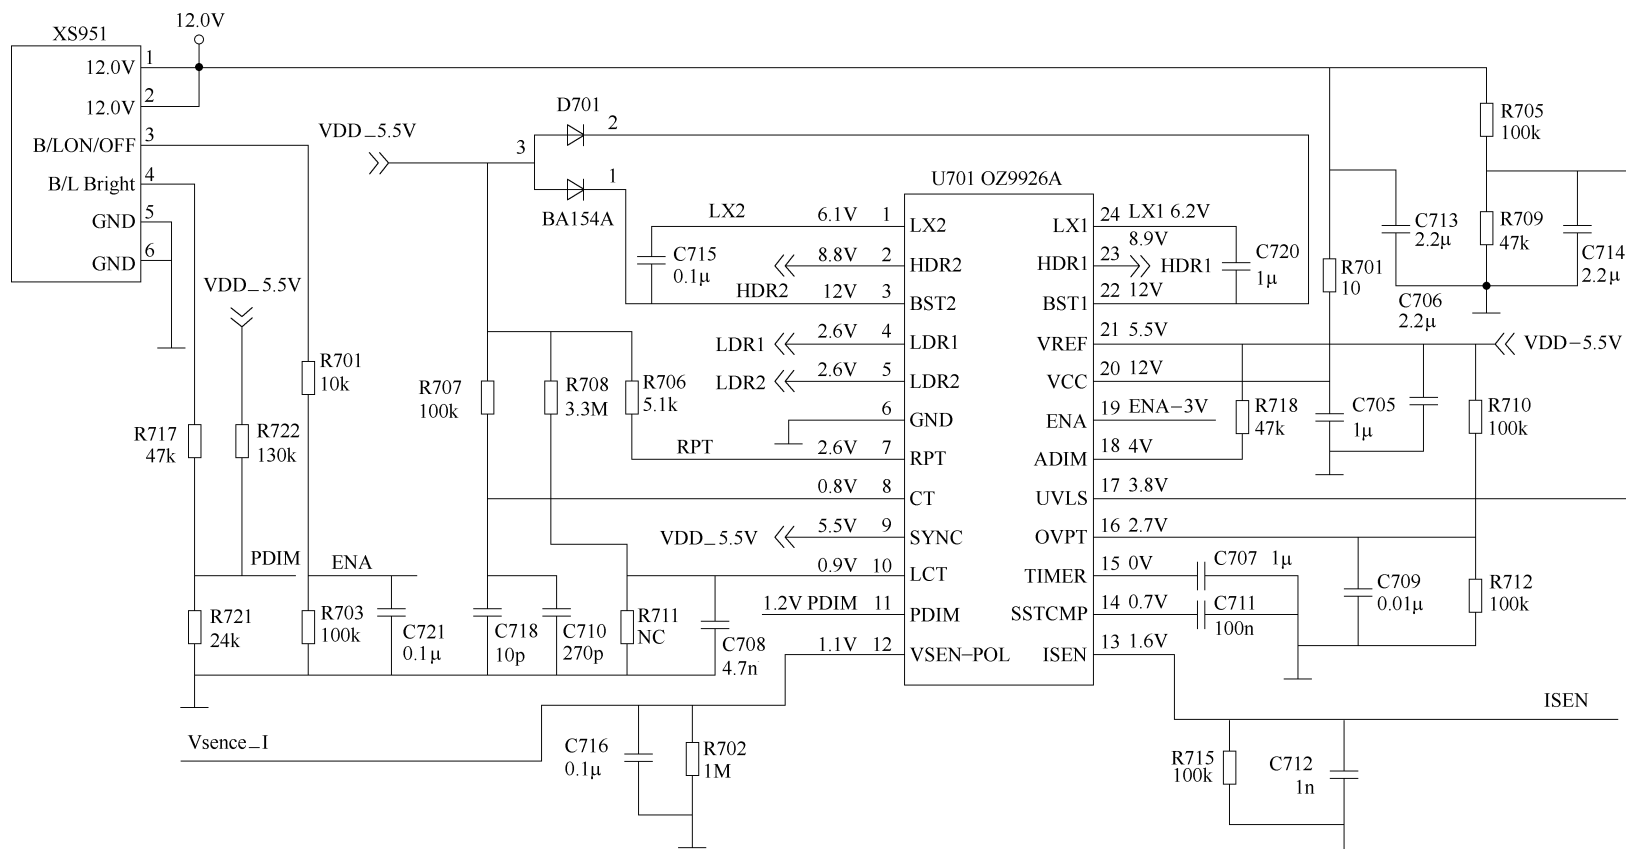 12.0V
XS951
12.0V 1
12.0V 2
B/LON/OFF 3
B/L Bright 4
GND 5
GND 6
VDD_5.5V
D701
2
3
1
BA154A
VDD_5.5V
R701
10k
R717
47k
R722
130k
PDIM
ENA
R721
24k
R703
100k
C721
0.1μ
R707
100k
R708
3.3M
R706
5.1k
RPT
C718
10p
C710
270p
R711
NC
C708
4.7n
Vsence_I
C716
0.1μ
R702
1M
LX2
C715
0.1μ
HDR2
LDR1
LDR2
VDD_5.5V
U701 OZ9926A
6.1V 1 LX2
8.8V 2 HDR2
12V 3 BST2
2.6V 4 LDR1
2.6V 5 LDR2
6 GND
2.6V 7 RPT
0.8V 8 CT
5.5V 9 SYNC
0.9V 10 LCT
1.2V PDIM 11 PDIM
1.1V 12 VSEN-POL
LX1 24 LX1 6.2V
8.9V
HDR1 23 HDR1
BST1 22 12V
VREF 21 5.5V
VCC 20 12V
ENA 19 ENA-3V
ADIM 18 4V
UVLS 17 3.8V
OVPT 16 2.7V
TIMER 15 0V
SSTCMP 14 0.7V
ISEN 13 1.6V
C720
1μ
R701
10
C713
2.2μ
R705
100k
R709
47k
C714
2.2μ
C706
2.2μ
VDD-5.5V
R718
47k
C705
1μ
R710
100k
C707 1μ
C711
100n
C709
0.01μ
R712
100k
ISEN
R715
100k
C712
1n